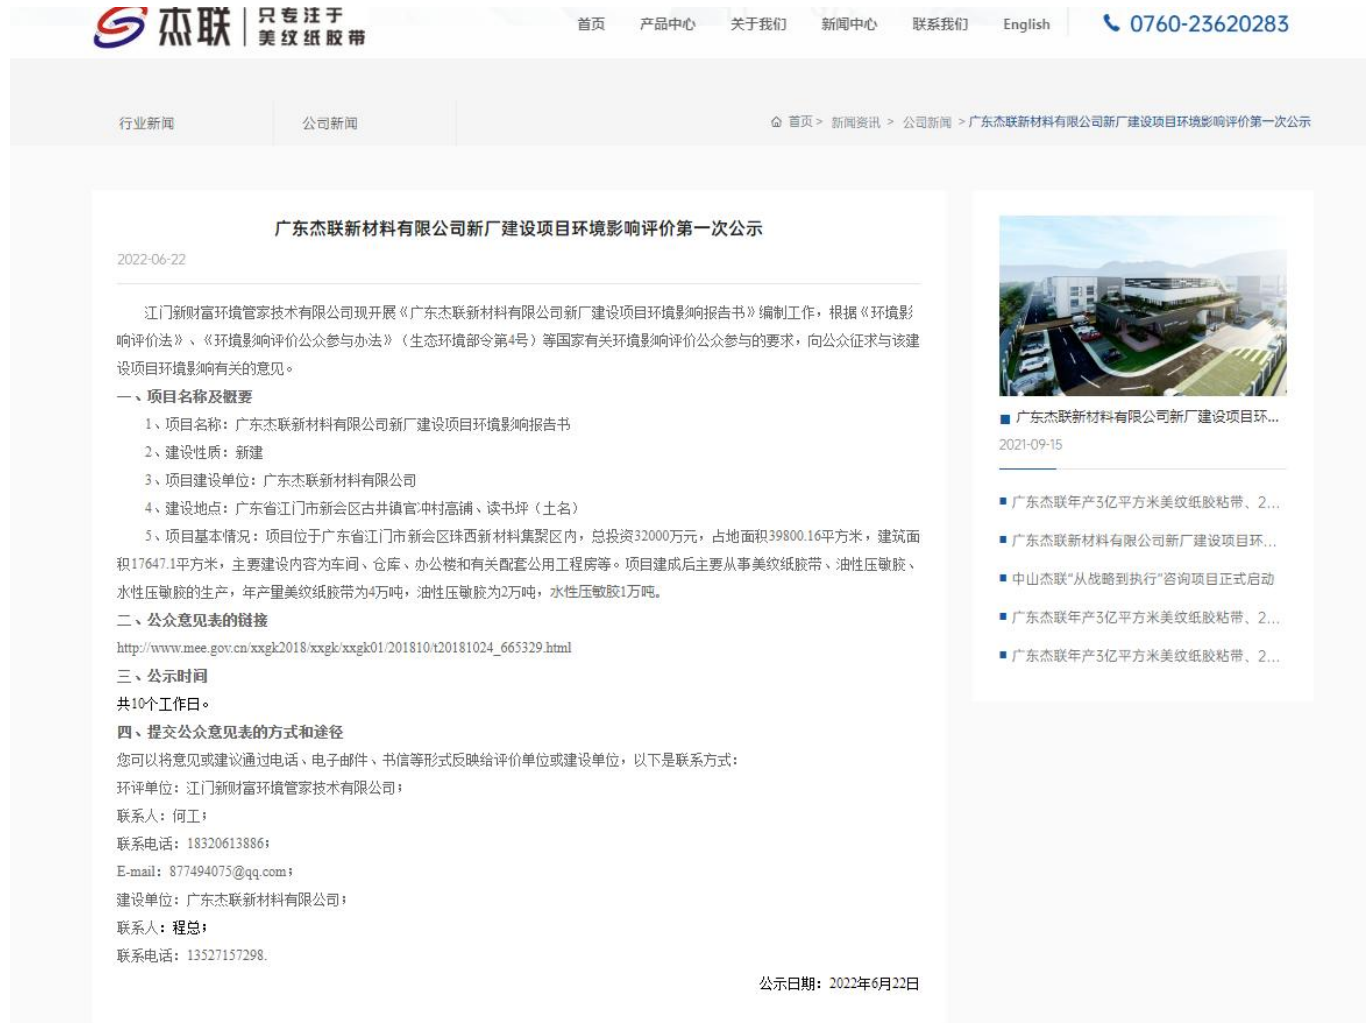 杰联
只专注于
美纹纸胶带
首页 产品中心 关于我们 新闻中心 联系我们 English 0760-23620283
行业新闻 公司新闻 首页 > 新闻资讯 > 公司新闻 > 广东杰联新材料有限公司新厂建设项目环境影响评价第一次公示
广东杰联新材料有限公司新厂建设项目环境影响评价第一次公示
2022-06-22
江门新财富环境管家技术有限公司现开展《广东杰联新材料有限公司新厂建设项目环境影响报告书》编制工作，根据《环境影
响评价法》、《环境影响评价公众参与办法》（生态环境部令第4号）等国家有关环境影响评价公众参与的要求，向公众征求与该建
设项目环境影响有关的意见。
一、项目名称及概要
1、项目名称：广东杰联新材料有限公司新厂建设项目环境影响报告书
2、建设性质：新建
3、项目建设单位：广东杰联新材料有限公司
4、建设地点：广东省江门市新会区古井镇官冲村高铺、读书坪（土名）
5、项目基本情况：项目位于广东省江门市新会区珠西新材料集聚区内，总投资32000万元，占地面积39800.16平方米，建筑面
积17647.1平方米，主要建设内容为车间、仓库、办公楼和有关配套公用工程房等。项目建成后主要从事美纹纸胶带、油性压敏胶、
水性压敏胶的生产，年产量美纹纸胶带为4万吨，油性压敏胶为2万吨，水性压敏胶1万吨。
二、公众意见表的链接
http://www.mee.gov.cn/xxgk2018/xxgk/xxgk01/201810/t20181024_665329.html
三、公示时间
共10个工作日。
四、提交公众意见表的方式和途径
您可以将意见或建议通过电话、电子邮件、书信等形式反映给评价单位或建设单位，以下是联系方式：
环评单位：江门新财富环境管家技术有限公司；
联系人：何工；
联系电话：18320613886；
E-mail：877494075@qq.com；
建设单位：广东杰联新材料有限公司；
联系人：程总；
联系电话：13527157298.
公示日期：2022年6月22日
广东杰联新材料有限公司新厂建设项目环...
2021-09-15
广东杰联年产3亿平方米美纹纸胶粘带、2...
广东杰联新材料有限公司新厂建设项目环...
中山杰联“从战略到执行”咨询项目正式启动
广东杰联年产3亿平方米美纹纸胶粘带、2...
广东杰联年产3亿平方米美纹纸胶粘带、2...